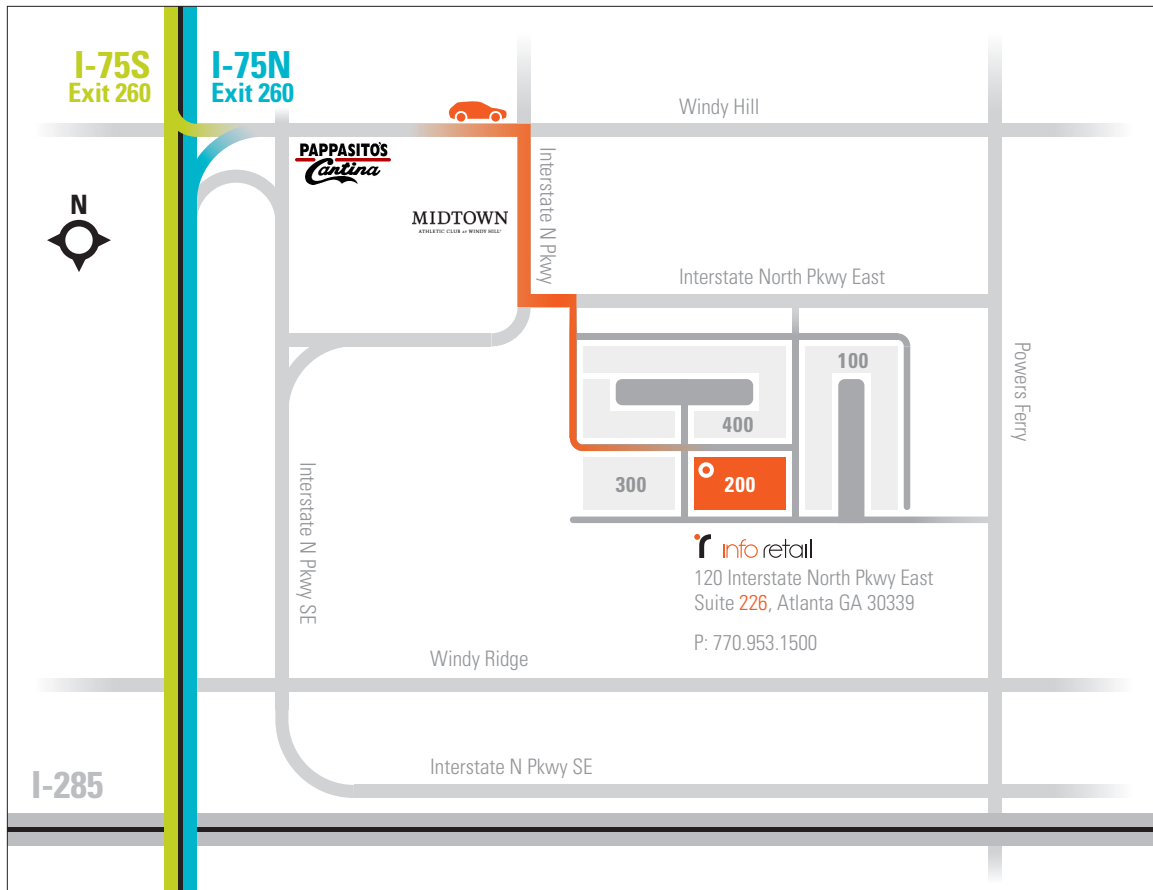 I-75S
Exit 260
I-75N
Exit 260
Windy Hill
PAPPASITO'S
Cantina
N
MIDTOWN
ATHLETIC CLUB AT WINDY HILL
Interstate N Pkwy
Interstate North Pkwy East
100
400
300
200
Powers Ferry
Interstate N Pkwy SE
info retail
120 Interstate North Pkwy East
Suite 226, Atlanta GA 30339
P: 770.953.1500
Windy Ridge
Interstate N Pkwy SE
I-285